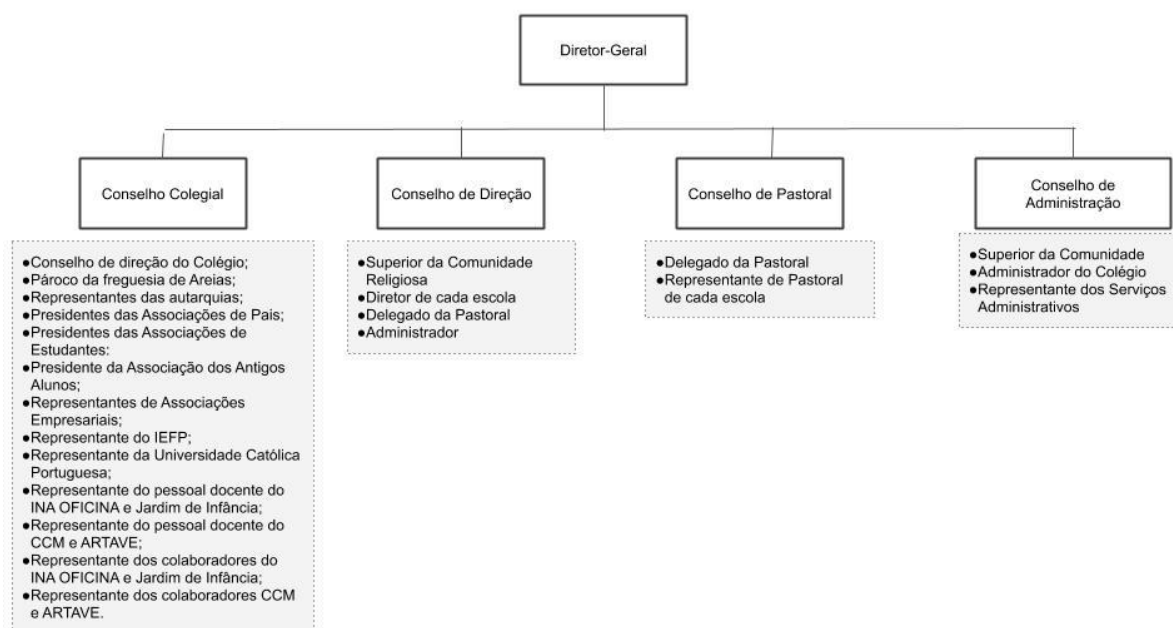 Diretor-Geral
Conselho Colegial
Conselho de Direção
Conselho de Pastoral
Conselho de
Administração
●Conselho de direção do Colégio;
●Pároco da freguesia de Areias;
●Representantes das autarquias;
●Presidentes das Associações de Pais;
●Presidentes das Associações de
Estudantes:
●Presidente da Associação dos Antigos
Alunos;
●Representantes de Associações
Empresariais;
●Representante do IEFP;
●Representante da Universidade Católica
Portuguesa;
●Representante do pessoal docente do
INA OFICINA e Jardim de Infância;
●Representante do pessoal docente do
CCM e ARTAVE;
●Representante dos colaboradores do
INA OFICINA e Jardim de Infância;
●Representante dos colaboradores CCM
e ARTAVE.
●Superior da Comunidade
Religiosa
●Diretor de cada escola
●Delegado da Pastoral
●Administrador
●Delegado da Pastoral
●Representante de Pastoral
de cada escola
●Superior da Comunidade
●Administrador do Colégio
●Representante dos Serviços
Administrativos